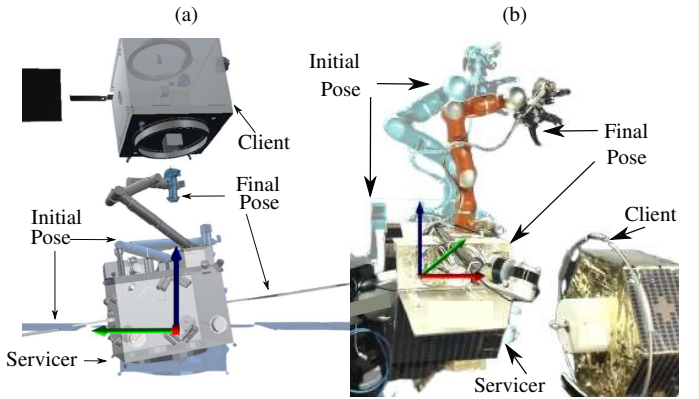 (a)
Client
Final
Pose
Initial
Pose
Servicer
(b)
Initial
Pose
Final
Pose
Client
Servicer